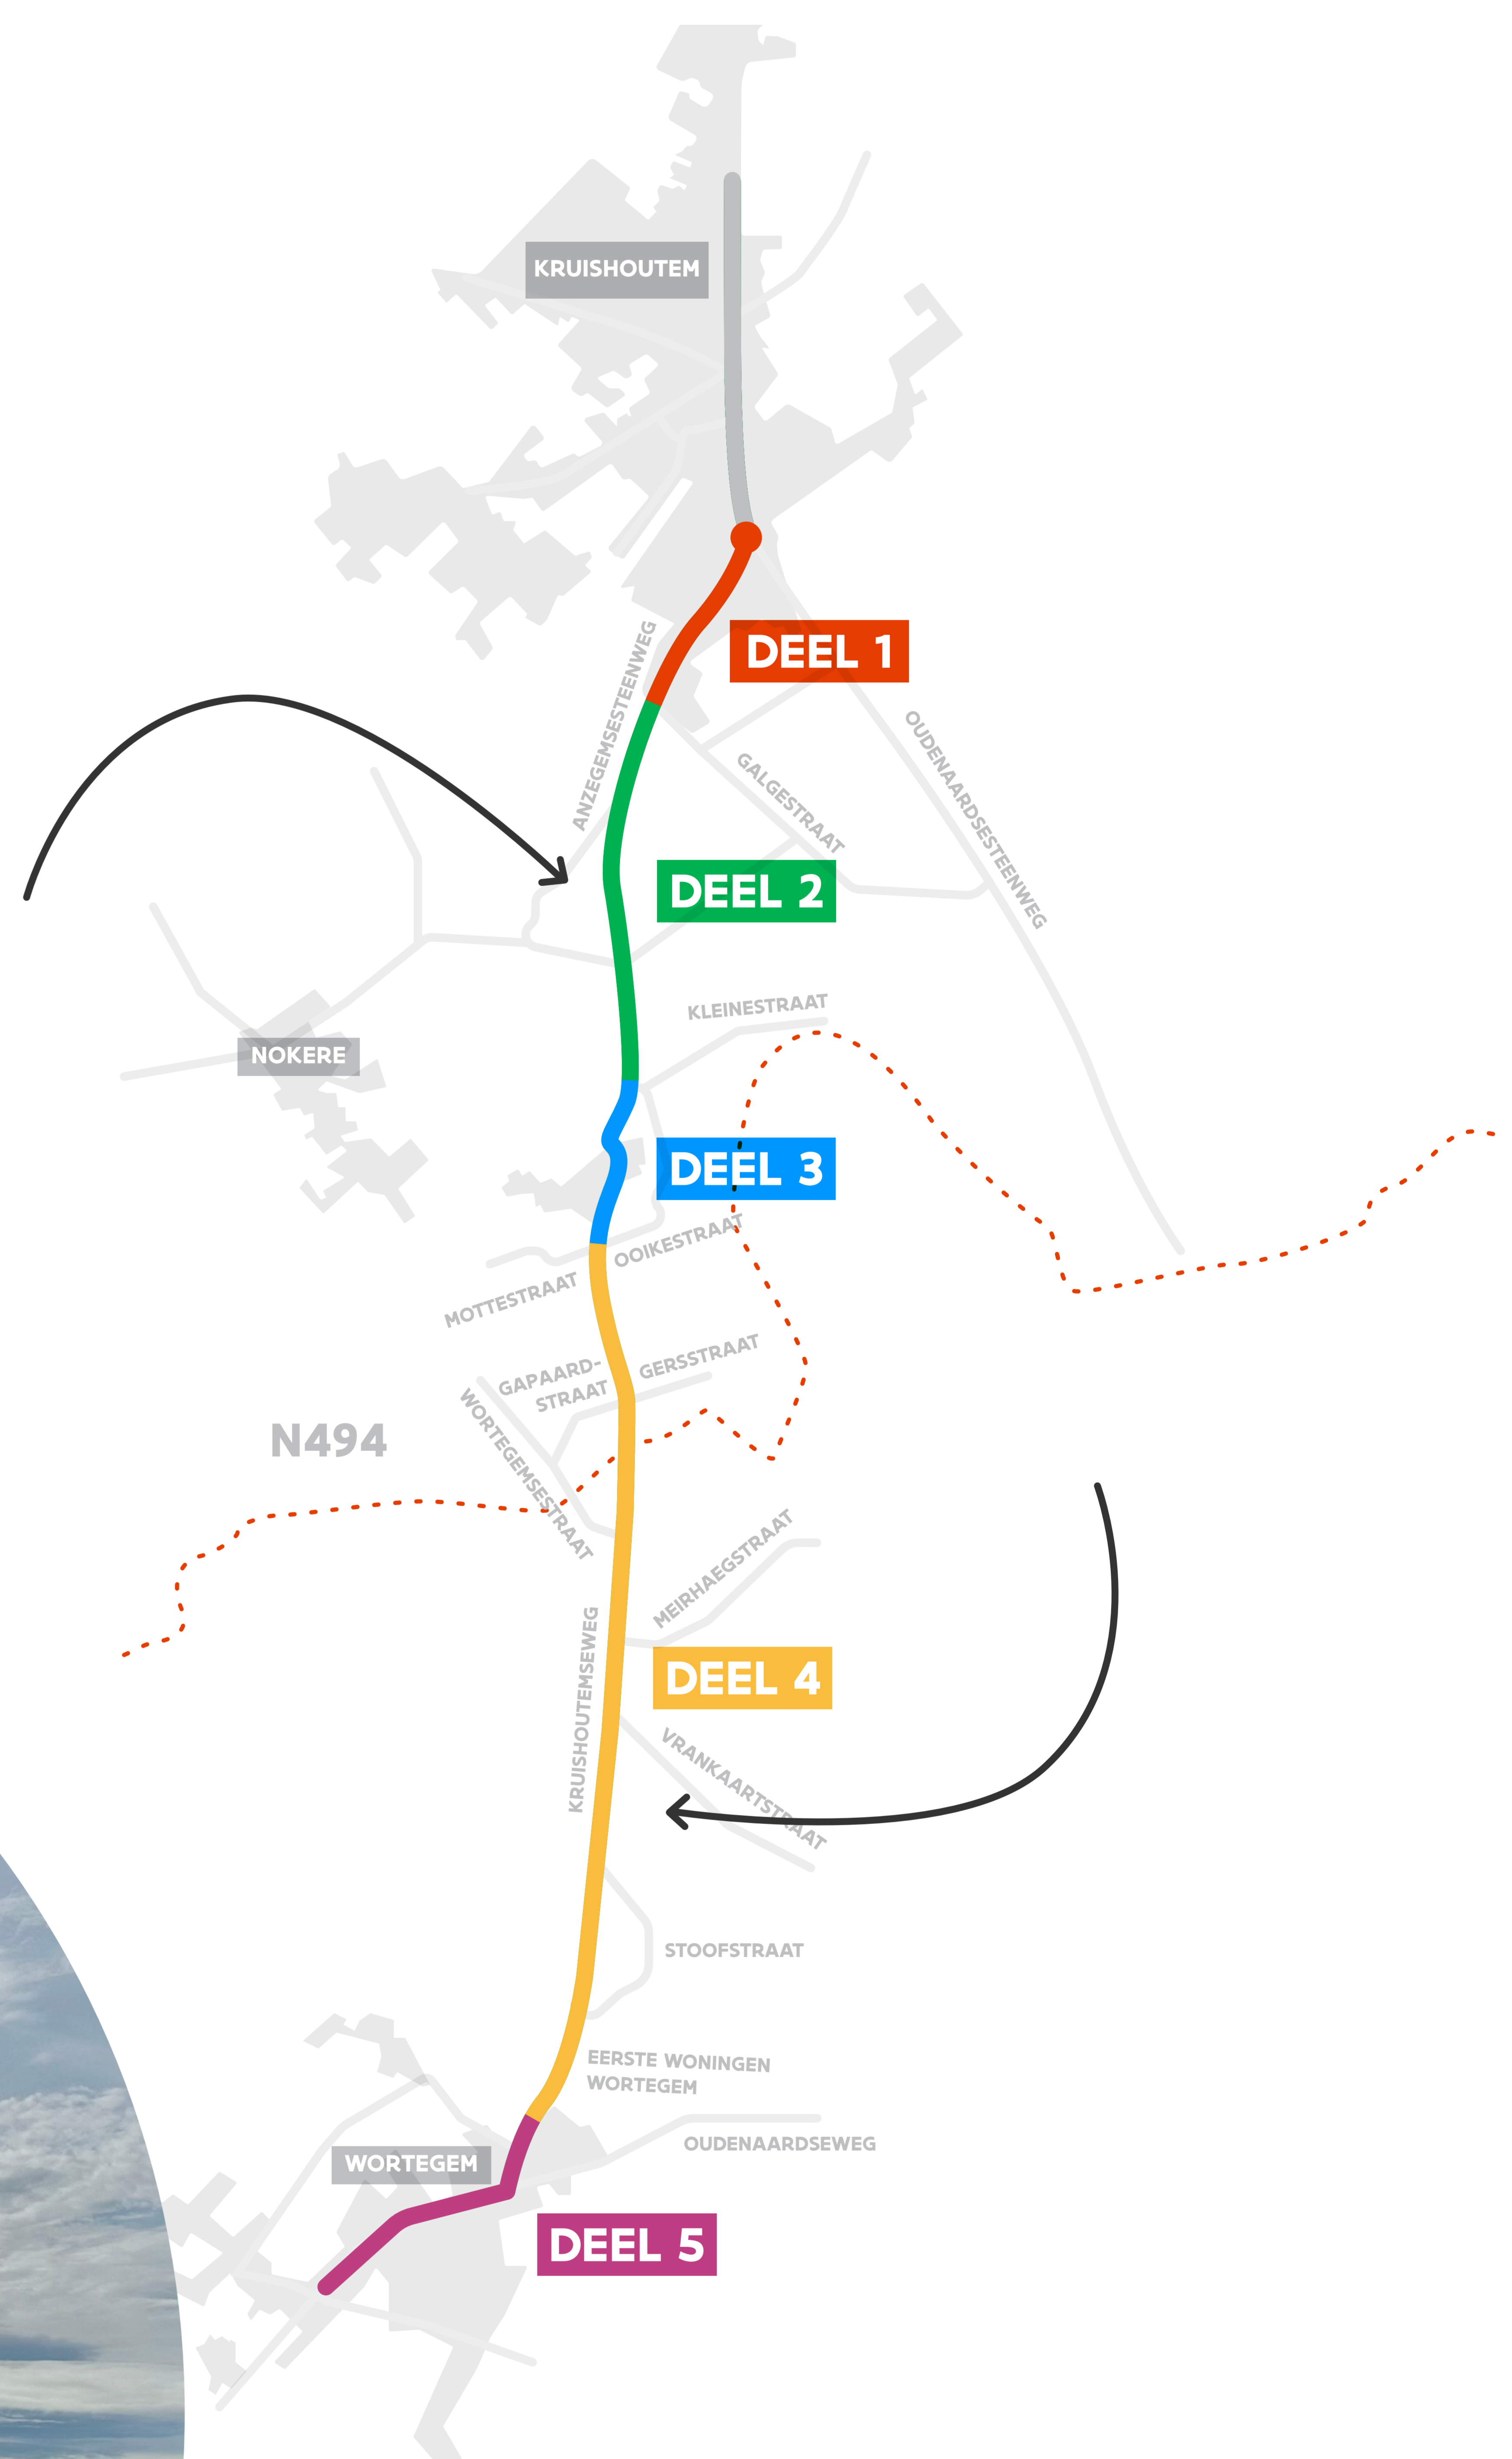 KRUISHOUTEM
DEEL 1
ANZEGEMSESTEENWEG
OUDENAARDSESTEENWEG
GALGESTRAAT
DEEL 2
KLEINESTRAAT
NOKERE
DEEL 3
OOIKESTRAAT
MOTTESTRAAT
GERSSTRAAT
GAPAARD-
STRAAT
WORTEGEMSESTRAAT
N494
MEIRHAEGSTRAAT
KRUISHOUTEMSEWEG
DEEL 4
VRANKAARTSTRAAT
STOOFSTRAAT
EERSTE WONINGEN
WORTEGEM
OUDENAARDSEWEG
WORTEGEM
DEEL 5